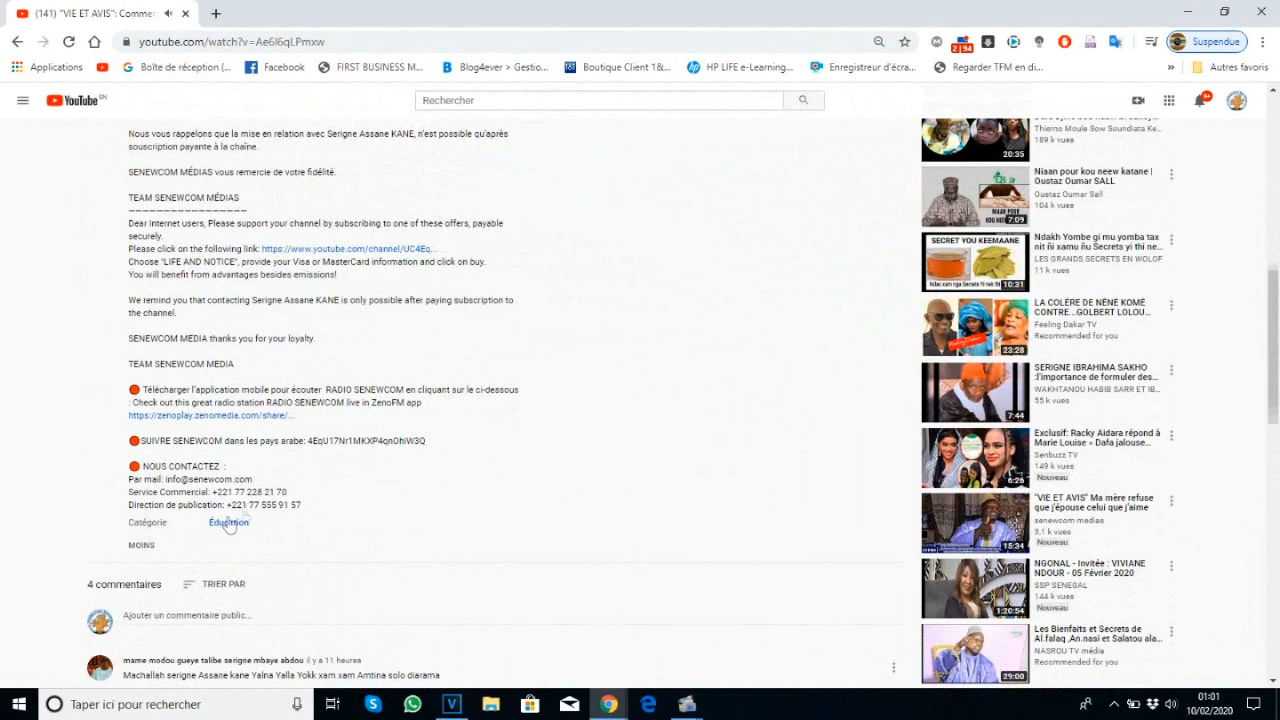 (141) "VIE ET AVIS": Commer
youtube.com/watch?v=Ae6I6qLPmxw
2|94
Suspendue
Applications
Boîte de réception (...
Facebook
FIRST BUSINESS M...
Blog4ever > Gestio...
Boutique Client 1&...
HP LIFE e-Learning...
Enregistreur d'écra...
Regarder TFM en di...
»
Autres favoris
YouTube SN
Rechercher
9+
Nous vous rappelons que la mise en relation avec Serigne Assane KANE, n'est possible qu'après
souscription payante à la chaîne.
SENEWCOM MÉDIAS vous remercie de votre fidélité.
TEAM SENEWCOM MÉDIAS
Dear Internet users, Please support your channel by subscribing to one of these offers, payable
securely.
Please click on the following link: https://www.youtube.com/channel/UC4Eq...
Choose "LIFE AND NOTICE", provide your Visa or Mastercard information and click on buy.
You will benefit from advantages besides emissions!
We remind you that contacting Serigne Assane KANE is only possible after paying subscription to
the channel.
SENEWCOM MEDIA thanks you for your loyalty.
TEAM SENEWCOM MEDIA
Télécharger l'application mobile pour écouter RADIO SENEWCOM en cliquant sur le ci-dessous
: Check out this great radio station RADIO SENEWCOM live in ZenoFM app
https://zenoplay.zenomedia.com/share/...
SUIVRE SENEWCOM dans les pays arabe: 4EqU17Nr1MKiK7P4qnOhiW3Q
NOUS CONTACTEZ :
Par mail: info@senewcom.com
Service Commercial: +221 77 228 21 70
Direction de publication: +221 77 555 91 57
Catégorie Éducation
MOINS
4 commentaires TRIER PAR
Ajouter un commentaire public...
mame modou gueye talibe serigne mbaye abdou il y a 11 heures
Machallah serigne Assane kane Yalna Yalla Yokk xam xam Amtina solo diarama
Thierno Moule Sow Soundiata Ke...
189 k vues
20:35
Niaan pour kou neew katane |
Oustaz Oumar SALL
Oustaz Oumar Sall
104 k vues
NIAAN POUR
KOU NEEW
7:09
Ndakh Yombe gi mu yomba tax
nit ñi xamu ñu Secrets yi thi ne...
LES GRANDS SECRETS EN WOLOF
11 k vues
SECRET YOU KEEMAANE
10:31
LA COLÈRE DE NÉNÉ KOMÉ
CONTRE...GOLBERT LOLOU...
Feeling Dakar TV
Recommended for you
23:28
SERIGNE IBRAHIMA SAKHO
:l'importance de formuler des...
WAKHTANOU HABIB SARR ET IB...
55 k vues
7:44
Exclusif: Racky Aidara répond à
Marie Louise « Dafa jalouse...
Senbuzz TV
149 k vues
Nouveau
6:26
"VIE ET AVIS" Ma mère refuse
que j'épouse celui que j'aime
senewcom medias
3,1 k vues
Nouveau
15:34
NGONAL - Invitée : VIVIANE
NDOUR - 05 Février 2020
SSP SENEGAL
144 k vues
Nouveau
1:20:54
Les Bienfaits et Secrets de
Al.falaq ,An.nasi et Salatou ala...
NASROU TV média
Recommended for you
29:00
Taper ici pour rechercher
01:01
10/02/2020